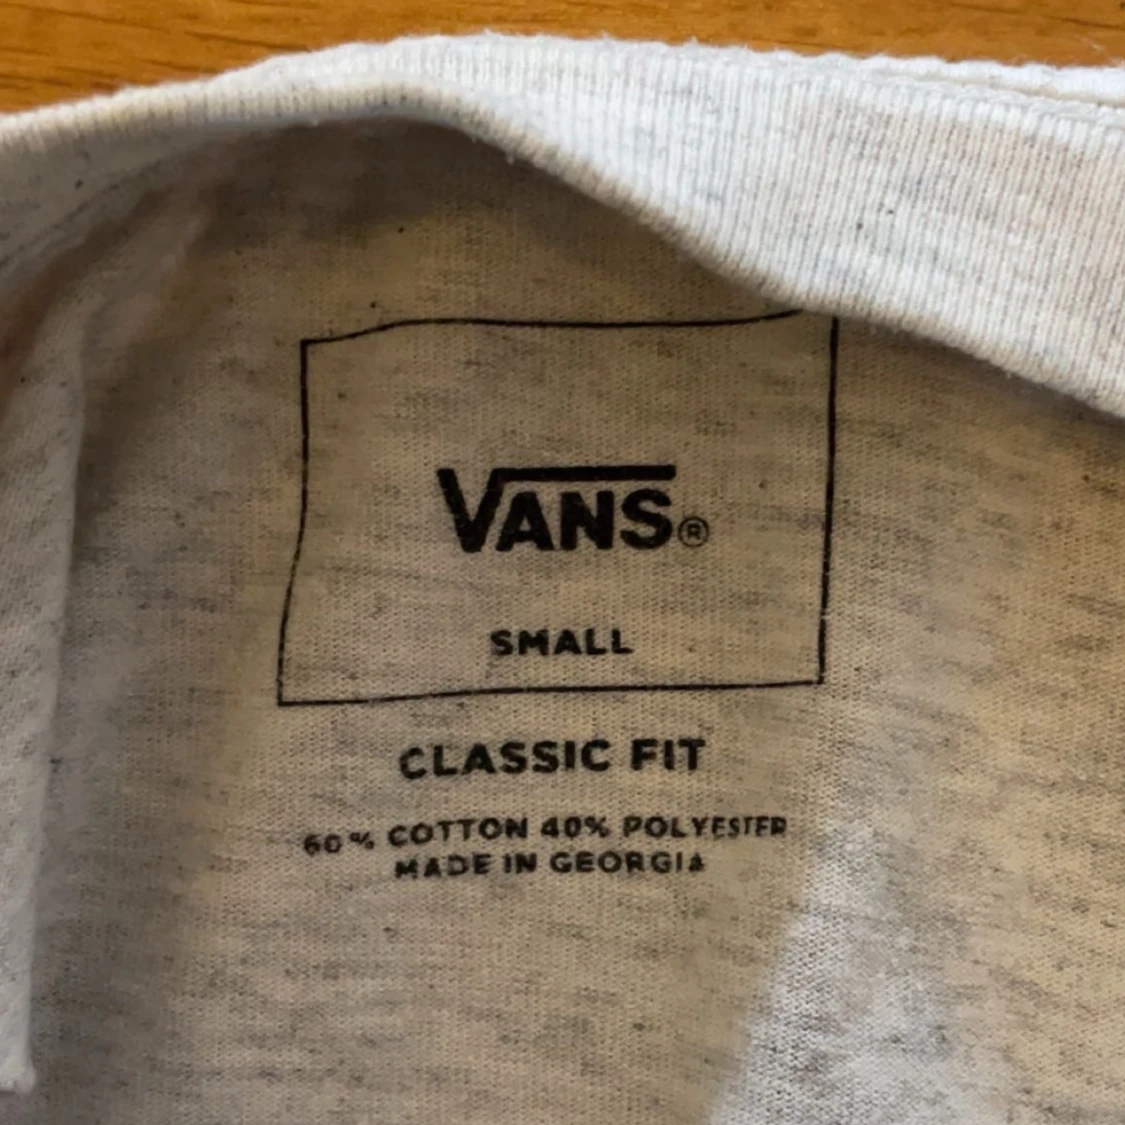 VANS®
SMALL
CLASSIC FIT
60% COTTON 40% POLYESTER
MADE IN GEORGIA